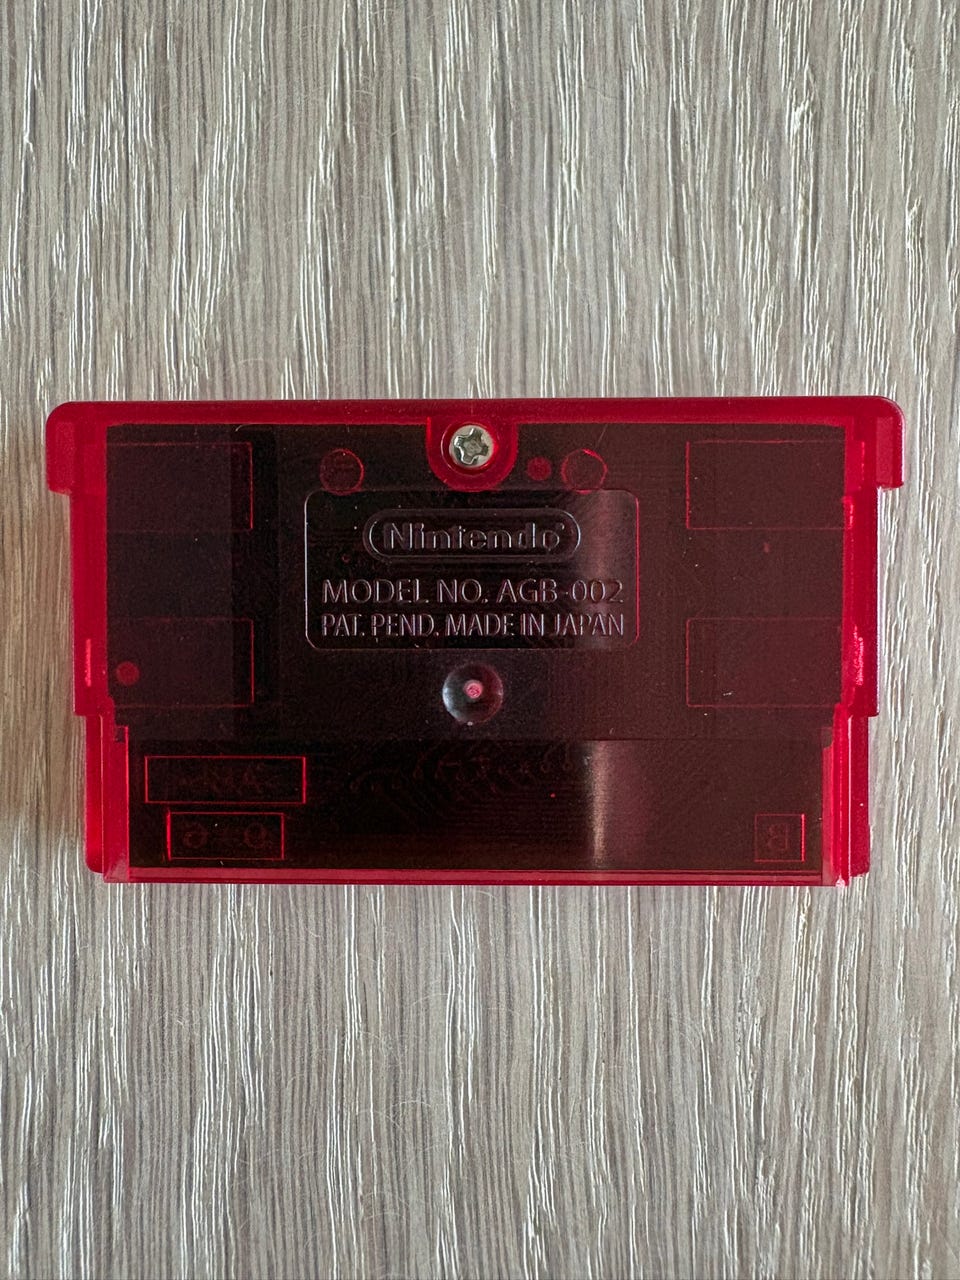 Nintendo®
MODEL NO. AGB-002
PAT. PEND. MADE IN JAPAN
B